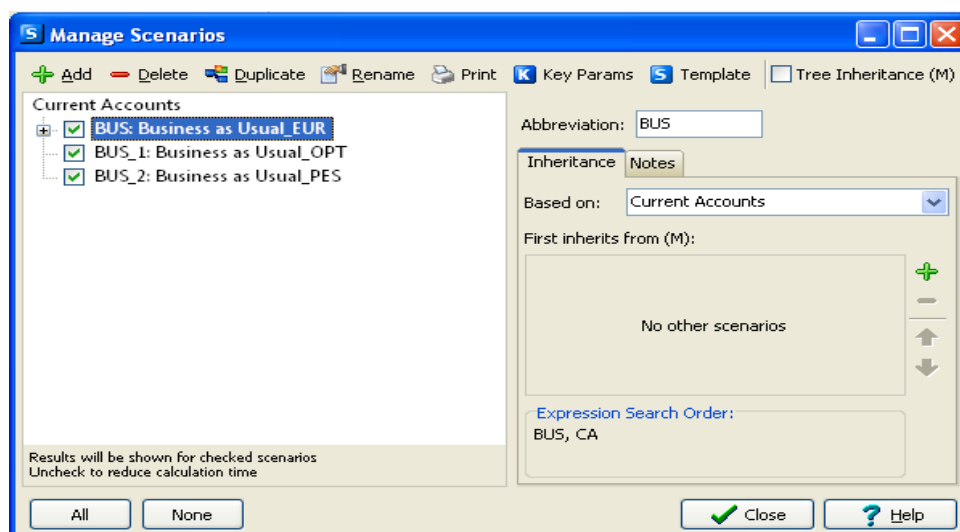 S Manage Scenarios
Add Delete Duplicate Rename Print K Key Params S Template Tree Inheritance (M)
Current Accounts
BUS: Business as Usual_EUR
BUS_1: Business as Usual_OPT
BUS_2: Business as Usual_PES
Results will be shown for checked scenarios
Uncheck to reduce calculation time
All None
Abbreviation: BUS
Inheritance Notes
Based on: Current Accounts
First inherits from (M):
No other scenarios
Expression Search Order:
BUS, CA
Close ? Help